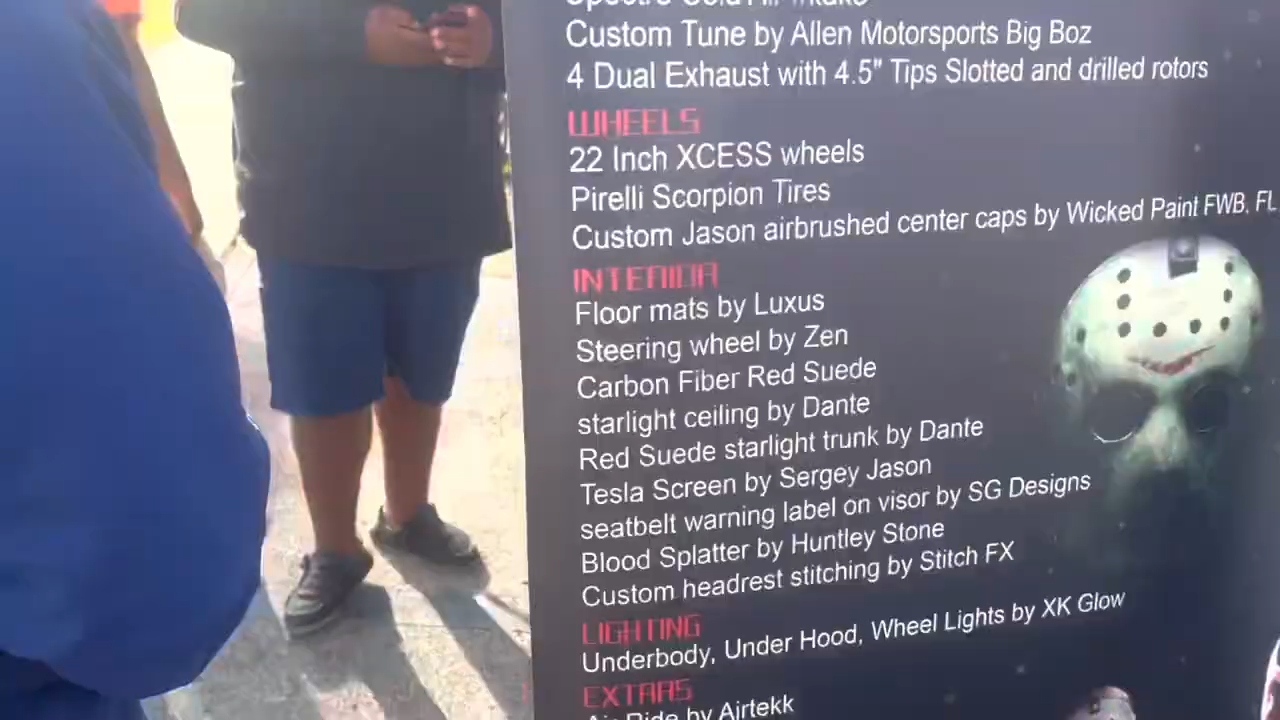 Spectre Cold Air Intake
Custom Tune by Allen Motorsports Big Boz
4 Dual Exhaust with 4.5" Tips Slotted and drilled rotors
WHEELS
22 Inch XCESS wheels
Pirelli Scorpion Tires
Custom Jason airbrushed center caps by Wicked Paint FWB, FL
INTERIOR
Floor mats by Luxus
Steering wheel by Zen
Carbon Fiber Red Suede
starlight ceiling by Dante
Red Suede starlight trunk by Dante
Tesla Screen by Sergey Jason
seatbelt warning label on visor by SG Designs
Blood Splatter by Huntley Stone
Custom headrest stitching by Stitch FX
LIGHTING
Underbody, Under Hood, Wheel Lights by XK Glow
EXTRAS
Air Ride by Airtekk